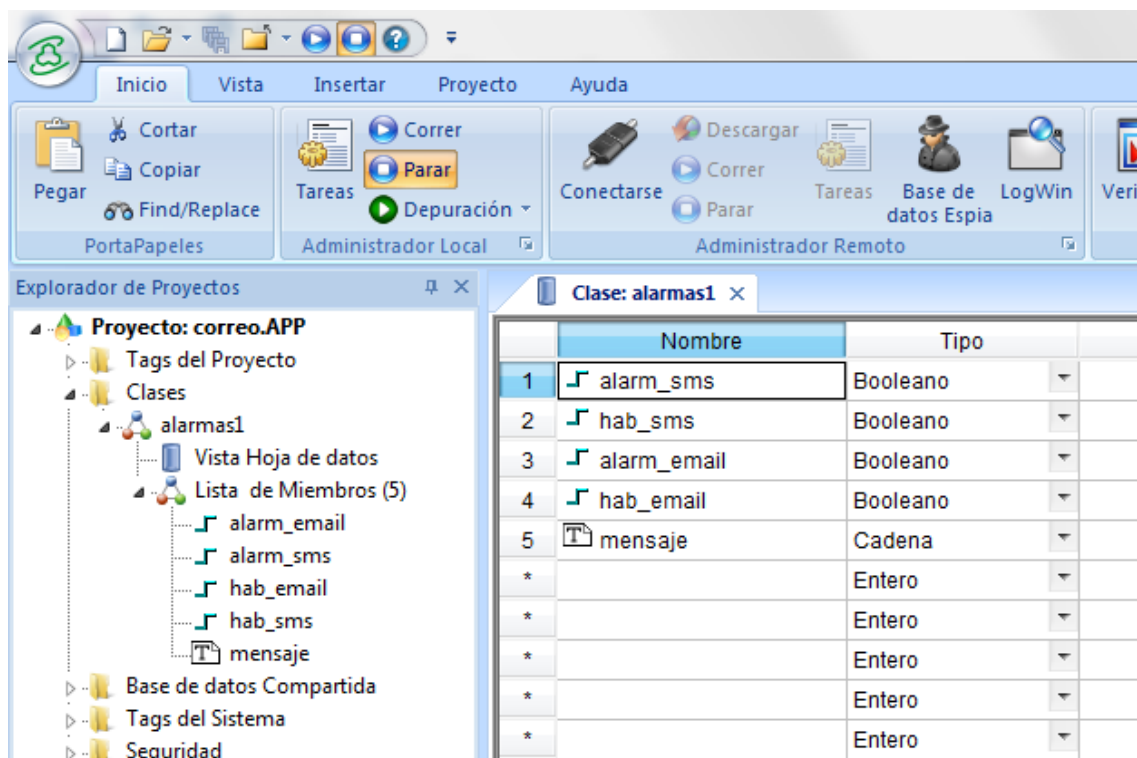 Inicio Vista Insertar Proyecto Ayuda
Pegar
Cortar
Copiar
Find/Replace
PortaPapeles
Tareas
Correr
Parar
Depuración
Administrador Local
Conectarse
Descargar
Correr
Parar
Tareas
Base de
datos Espia
LogWin
Administrador Remoto
Explorador de Proyectos
Proyecto: correo.APP
Tags del Proyecto
Clases
alarmas1
Vista Hoja de datos
Lista de Miembros (5)
alarm_email
alarm_sms
hab_email
hab_sms
mensaje
Base de datos Compartida
Tags del Sistema
Seguridad
Clase: alarmas1
Nombre Tipo
1 alarm_sms Booleano
2 hab_sms Booleano
3 alarm_email Booleano
4 hab_email Booleano
5 mensaje Cadena
* Entero
* Entero
* Entero
* Entero
* Entero